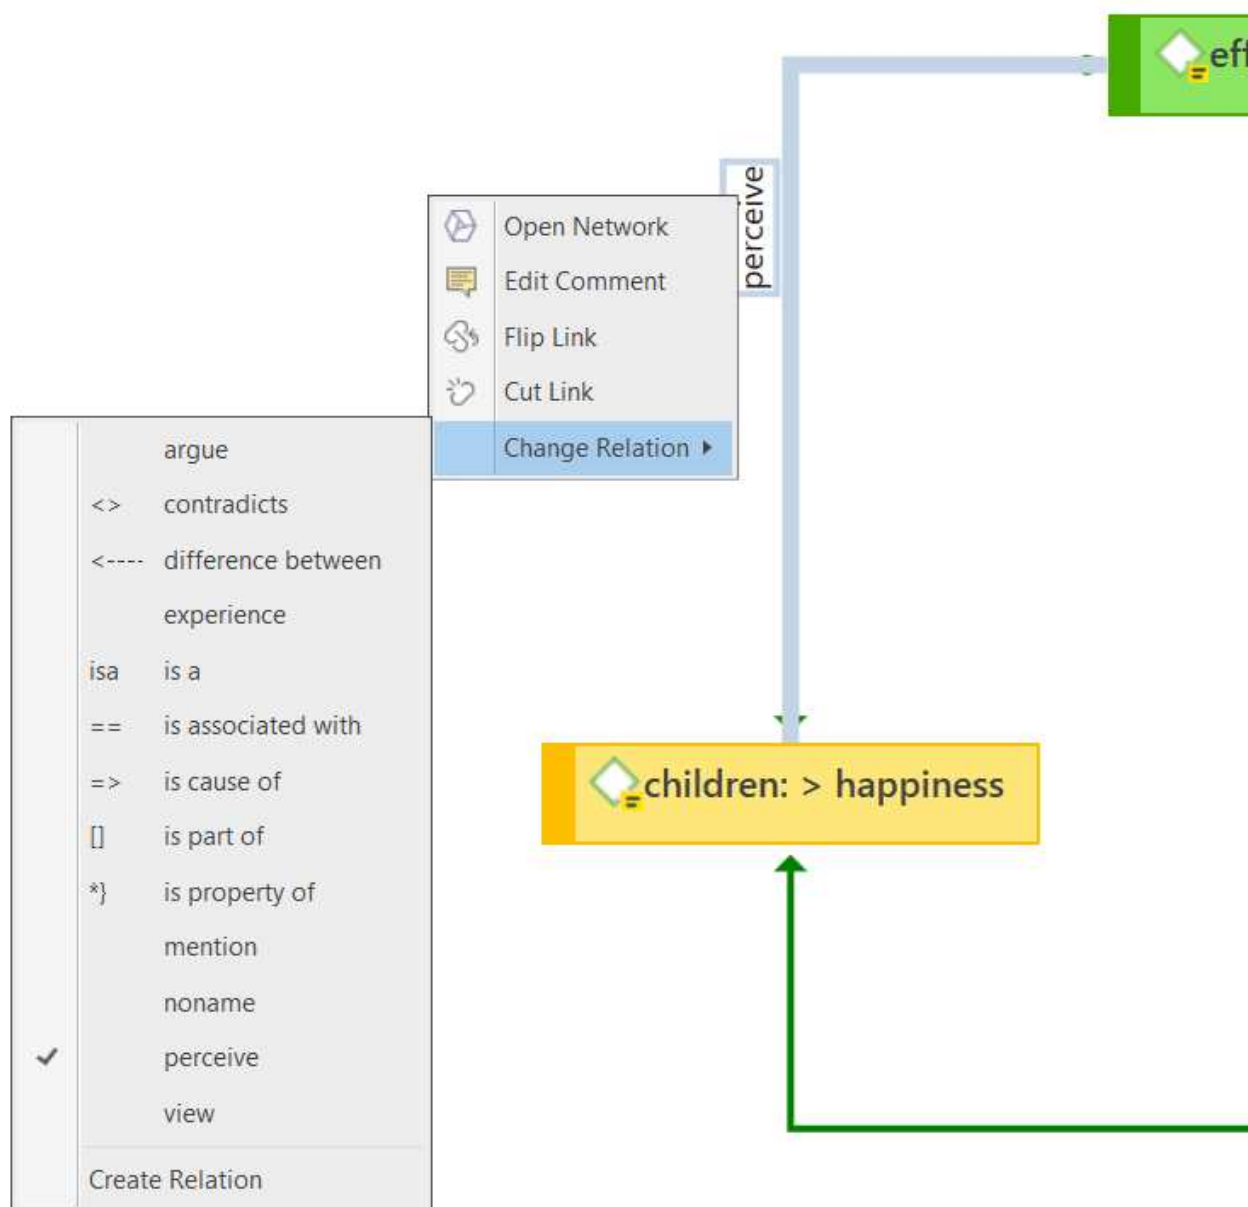 eff
perceive
Open Network
Edit Comment
Flip Link
Cut Link
Change Relation
argue
<> contradicts
<---- difference between
experience
isa is a
== is associated with
=> is cause of
[] is part of
*} is property of
mention
noname
perceive
view
Create Relation
children: > happiness